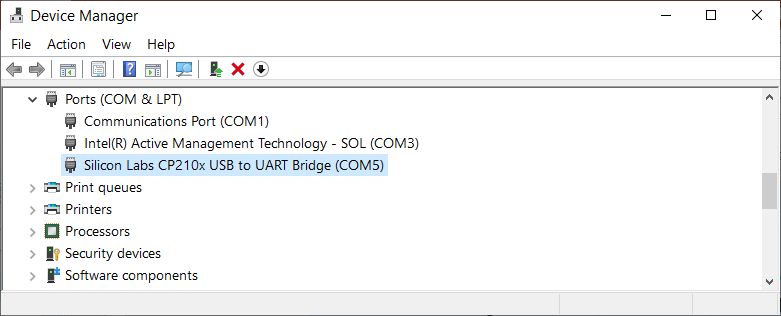 Device Manager
File Action View Help
Ports (COM & LPT)
Communications Port (COM1)
Intel(R) Active Management Technology - SOL (COM3)
Silicon Labs CP210x USB to UART Bridge (COM5)
Print queues
Printers
Processors
Security devices
Software components